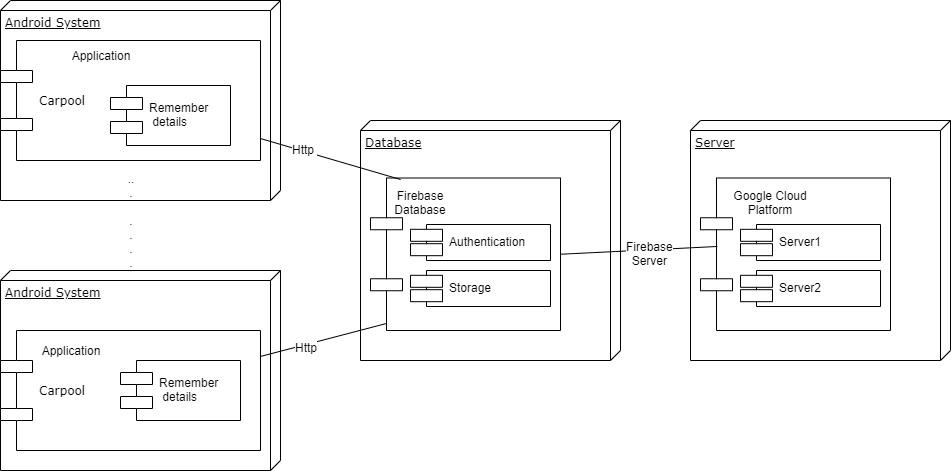 Android System
Application
Carpool
Remember
details
Http
..
.
.
.
.
.
Android System
Application
Carpool
Remember
details
Http
Database
Firebase
Database
Authentication
Storage
Firebase
Server
Server
Google Cloud
Platform
Server1
Server2